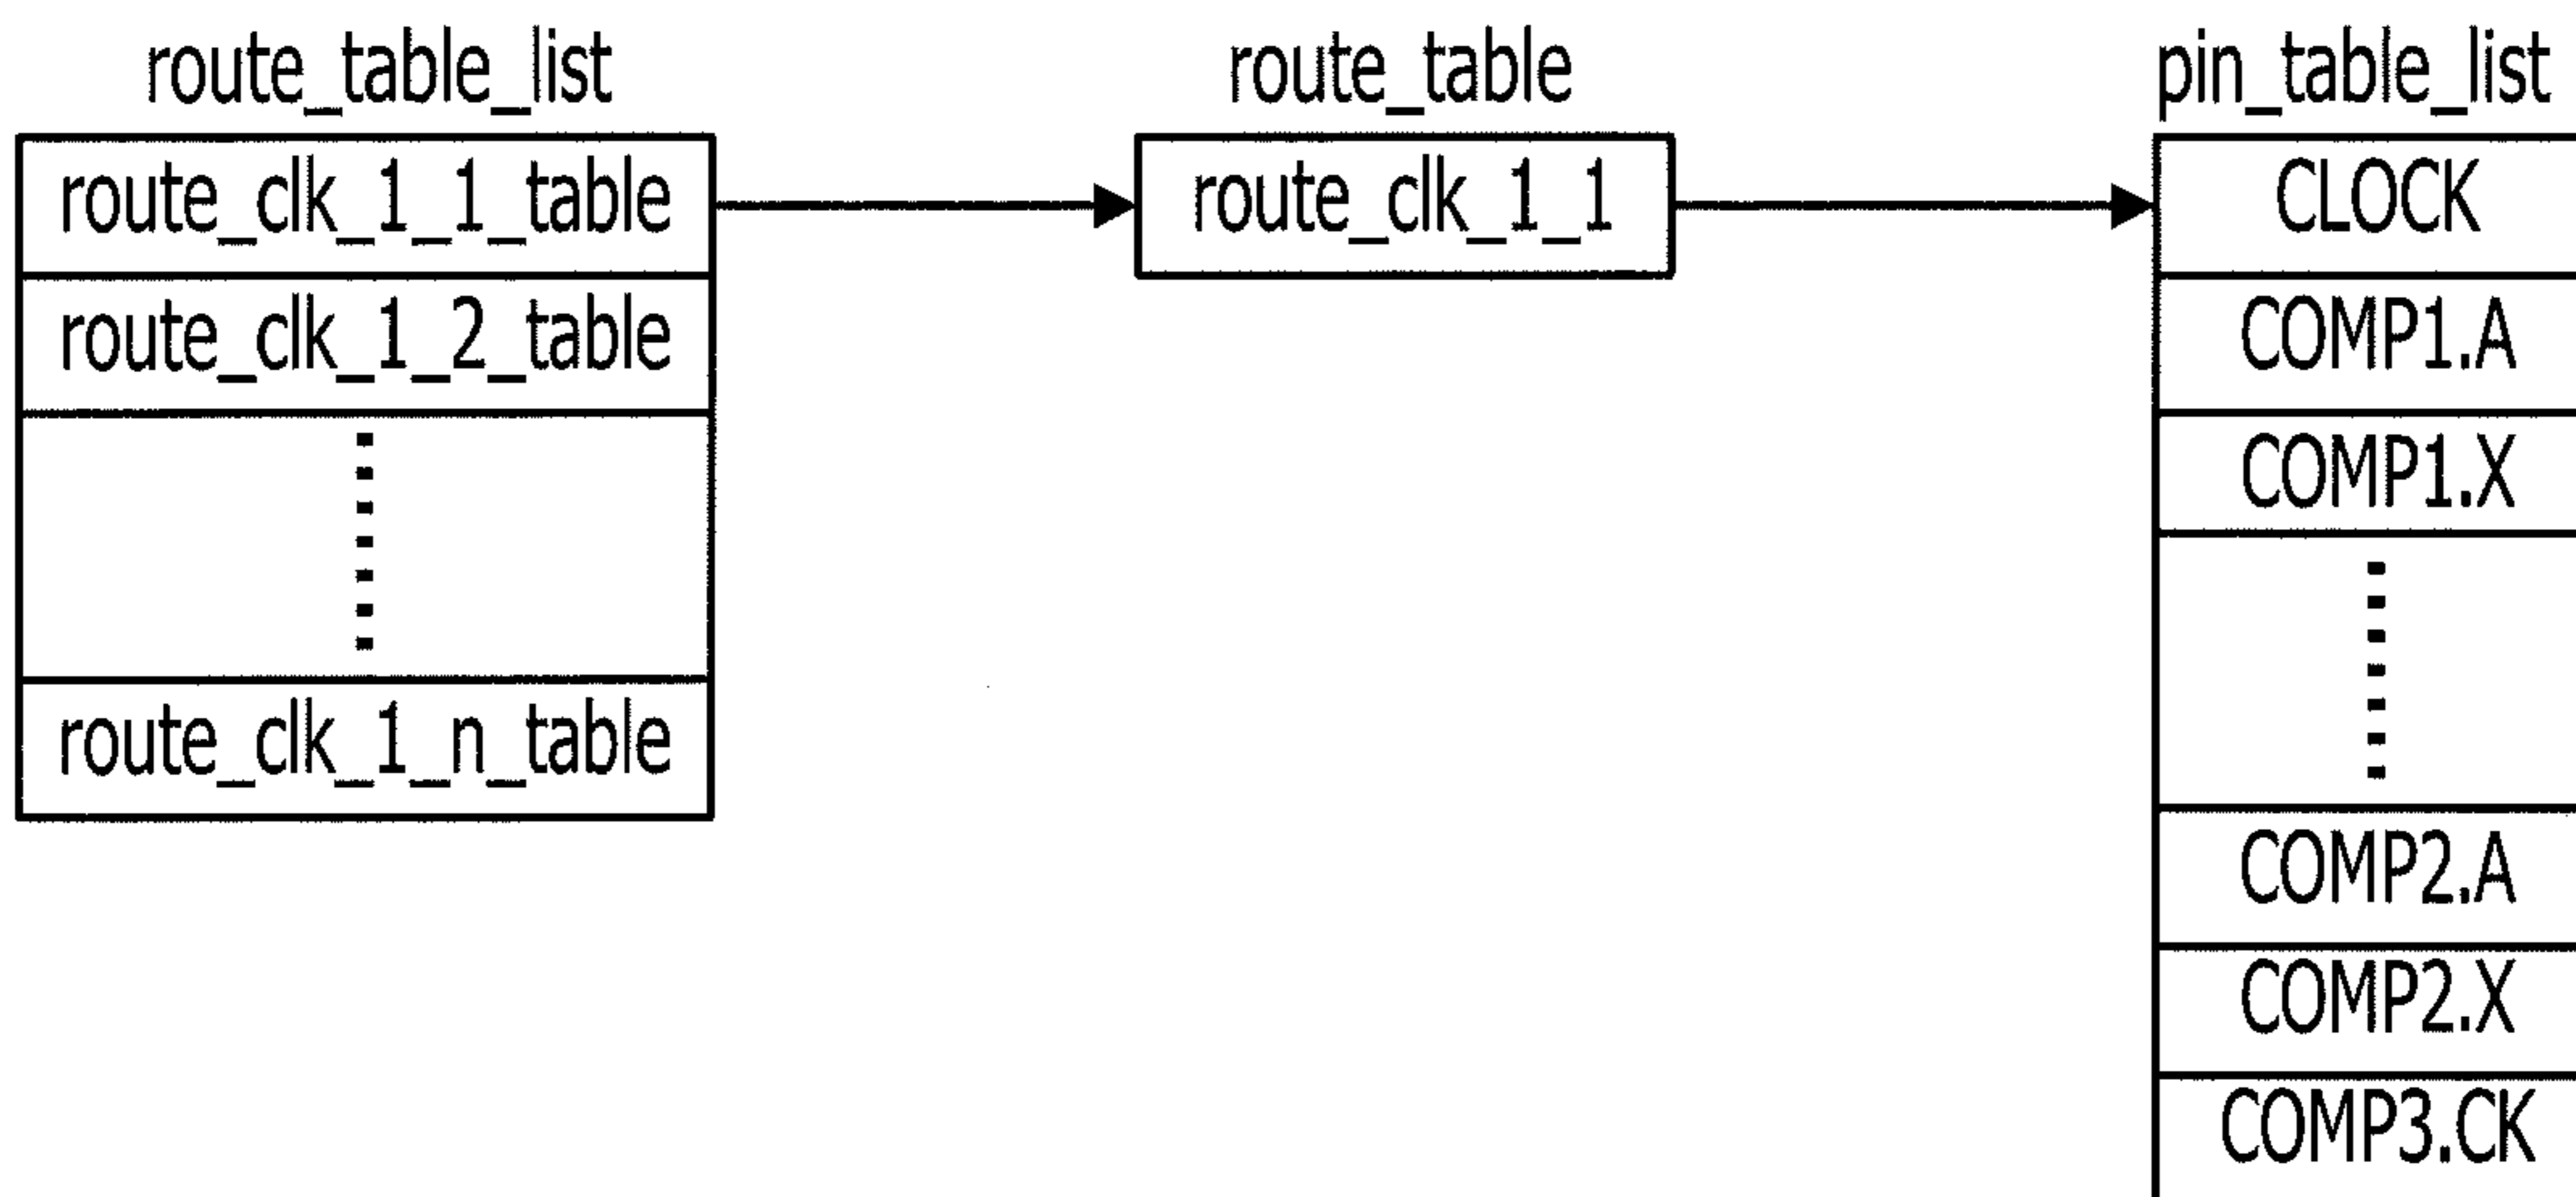 route_table_list
route_clk_1_1_table
route_clk_1_2_table
route_clk_1_n_table
route_table
route_clk_1_1
pin_table_list
CLOCK
COMP1.A
COMP1.X
COMP2.A
COMP2.X
COMP3.CK